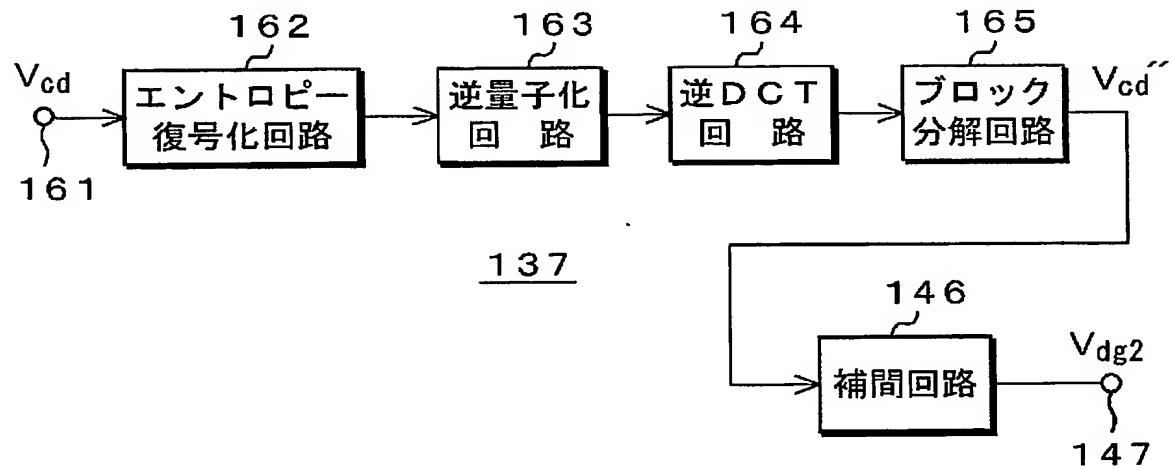 162
163
164
165
Vcd
エントロピー
復号化回路
逆量子化
回 路
逆DCT
回 路
ブロック
分解回路
Vcd″
161
137
146
補間回路
Vdg2
147